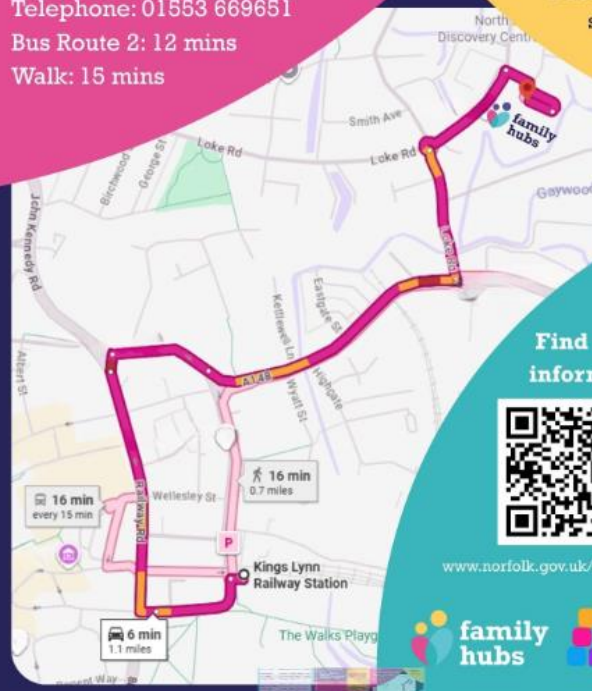 Telephone: 01553 669651
Bus Route 2: 12 mins
Walk: 15 mins
s
North
Discovery Cent
Smith Ave
family
hubs
Loke Rd
Loke Rd
Birchwood
George St
Gaywood
John Kennedy Rd
Loke Rd
Eastgate St
Kettlewell Ln
Find
inform
Albert St
A148
Wyatt St
Highgate
16 min
0.7 miles
16 min
every 15 min
Wellesley St
Railway Rd
P
www.norfolk.gov.uk/
Kings Lynn
Railway Station
6 min
1.1 miles
The Walks Playg
family
hubs